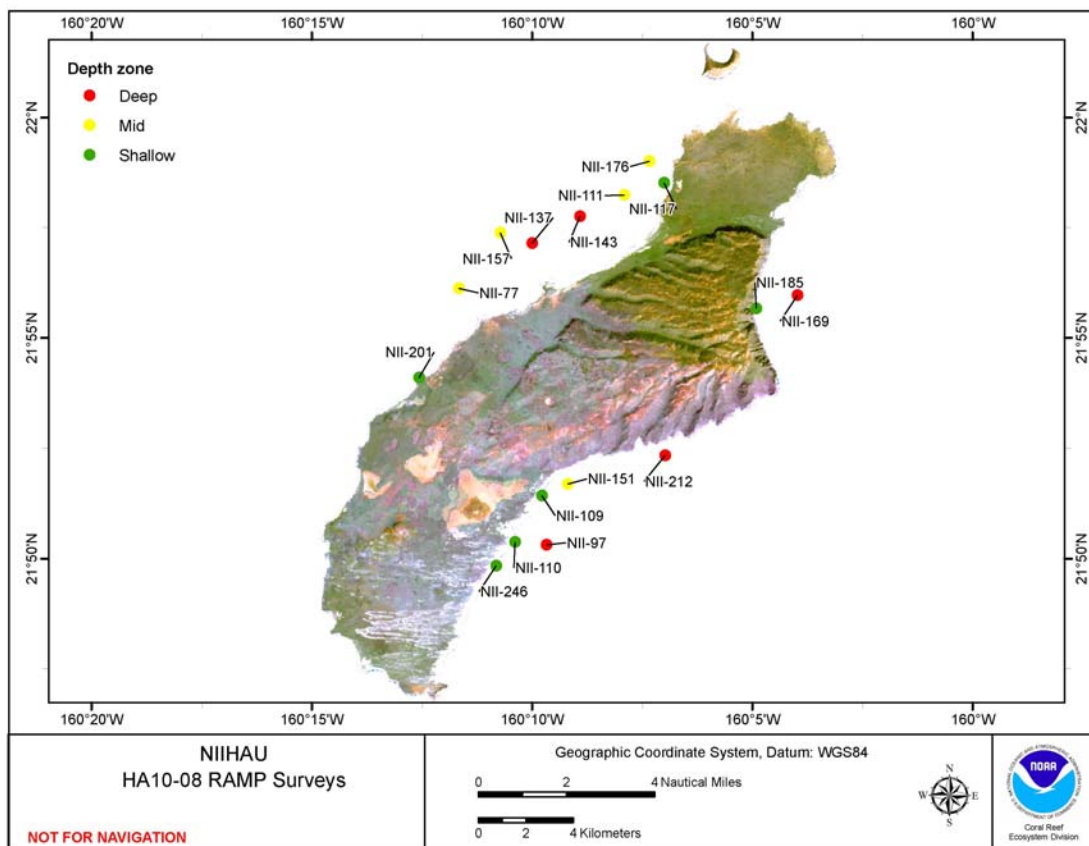 160°20'W 160°15'W 160°10'W 160°5'W 160°W
Depth zone
Deep
Mid
Shallow
22°N 22°N
NII-176
NII-111
NII-117
NII-137
NII-143
NII-157
NII-185
NII-77
NII-169
21°55'N 21°55'N
NII-201
NII-151
NII-212
NII-109
NII-97
21°50'N 21°50'N
NII-110
NII-246
160°20'W 160°15'W 160°10'W 160°5'W 160°W
NIIHAU
HA10-08 RAMP Surveys
NOT FOR NAVIGATION
Geographic Coordinate System, Datum: WGS84
0 2 4 Nautical Miles
0 2 4 Kilometers
N
W E
S
NOAA
Coral Reef
Ecosystem Division